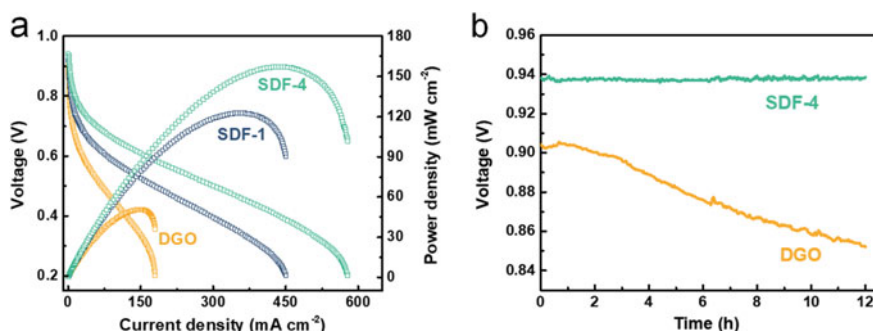 a
1.0
0.8
0.6
0.4
0.2
Voltage (V)
180
150
120
90
60
30
0
Power density (mW cm⁻²)
SDF-4
SDF-1
DGO
0 150 300 450 600
Current density (mA cm⁻²)
b
0.96
0.94
0.92
0.90
0.88
0.86
0.84
Voltage (V)
SDF-4
DGO
0 2 4 6 8 10 12
Time (h)